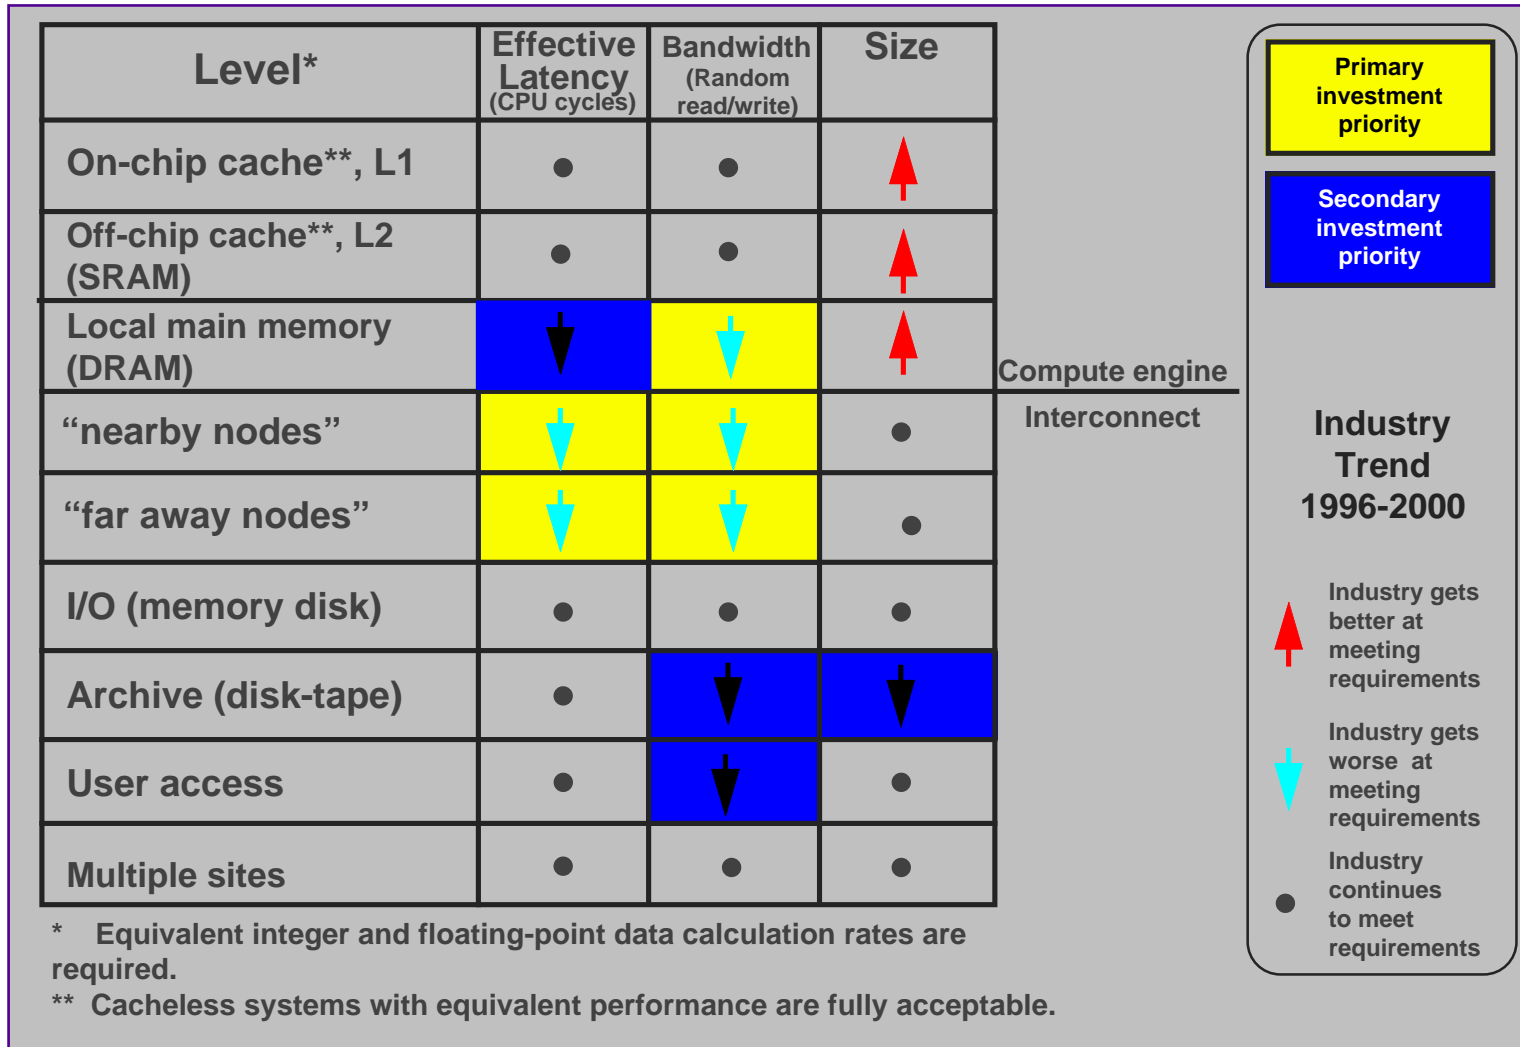 Level*
Effective
Latency
(CPU cycles)
Bandwidth
(Random
read/write)
Size
On-chip cache**, L1
Off-chip cache**, L2
(SRAM)
Local main memory
(DRAM)
“nearby nodes”
“far away nodes”
I/O (memory disk)
Archive (disk-tape)
User access
Multiple sites
Compute engine
Interconnect
* Equivalent integer and floating-point data calculation rates are
required.
** Cacheless systems with equivalent performance are fully acceptable.
Primary
investment
priority
Secondary
investment
priority
Industry
Trend
1996-2000
Industry gets
better at
meeting
requirements
Industry gets
worse at
meeting
requirements
Industry
continues
to meet
requirements